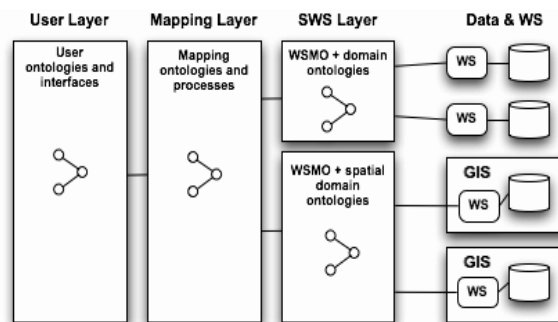 User Layer
Mapping Layer
SWS Layer
Data & WS
User
ontologies and
interfaces
Mapping
ontologies and
processes
WSMO + domain
ontologies
WS
WS
WSMO + spatial
domain
ontologies
GIS
WS
GIS
WS